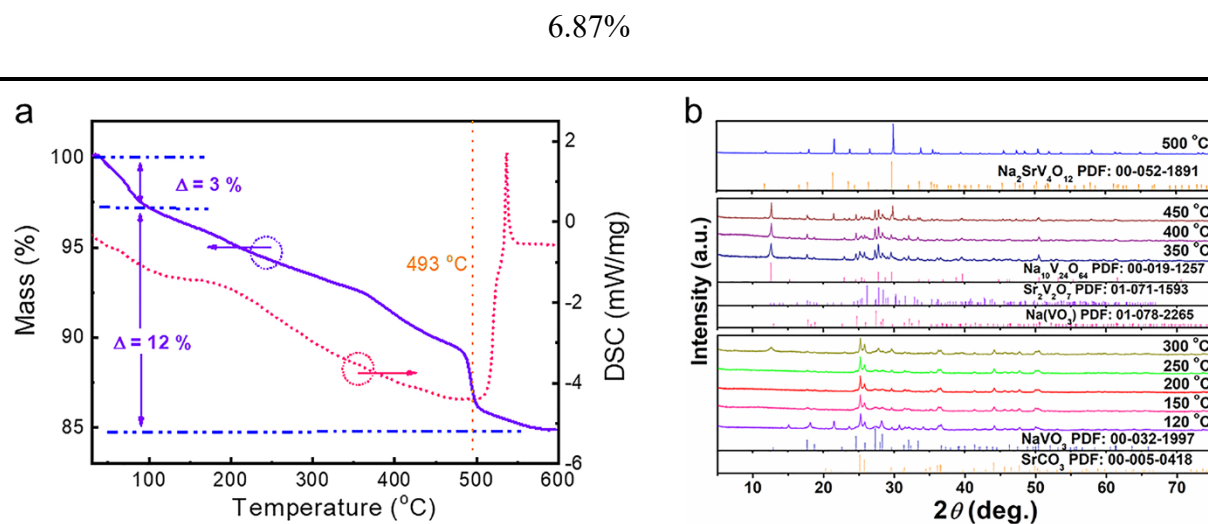 6.87%
a
Mass (%)
100
95
90
85
Δ = 3 %
Δ = 12 %
493 °C
2
0
-2
-4
-6
DSC (mW/mg)
100 200 300 400 500 600
Temperature (°C)
b
Intensity (a.u.)
500 °C
Na₂SrV₄O₁₂ PDF: 00-052-1891
450 °C
400 °C
350 °C
Na₁₀V₂₄O₆₄ PDF: 00-019-1257
Sr₂V₂O₇ PDF: 01-071-1593
Na(VO₃) PDF: 01-078-2265
300°C
250 °C
200 °C
150 °C
120 °C
NaVO₃ PDF: 00-032-1997
SrCO₃ PDF: 00-005-0418
10 20 30 40 50 60 70
2θ (deg.)